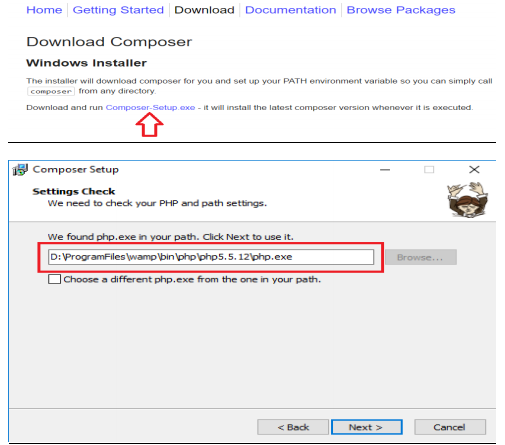 Home Getting Started Download Documentation Browse Packages
Download Composer
Windows Installer
The installer will download composer for you and set up your PATH environment variable so you can simply call
composer from any directory.
Download and run Composer-Setup.exe - it will install the latest composer version whenever it is executed.
Composer Setup
Settings Check
We need to check your PHP and path settings.
We found php.exe in your path. Click Next to use it.
D:\ProgramFiles\wamp\bin\php\php5.5.12\php.exe
Browse...
Choose a different php.exe from the one in your path.
< Back Next > Cancel